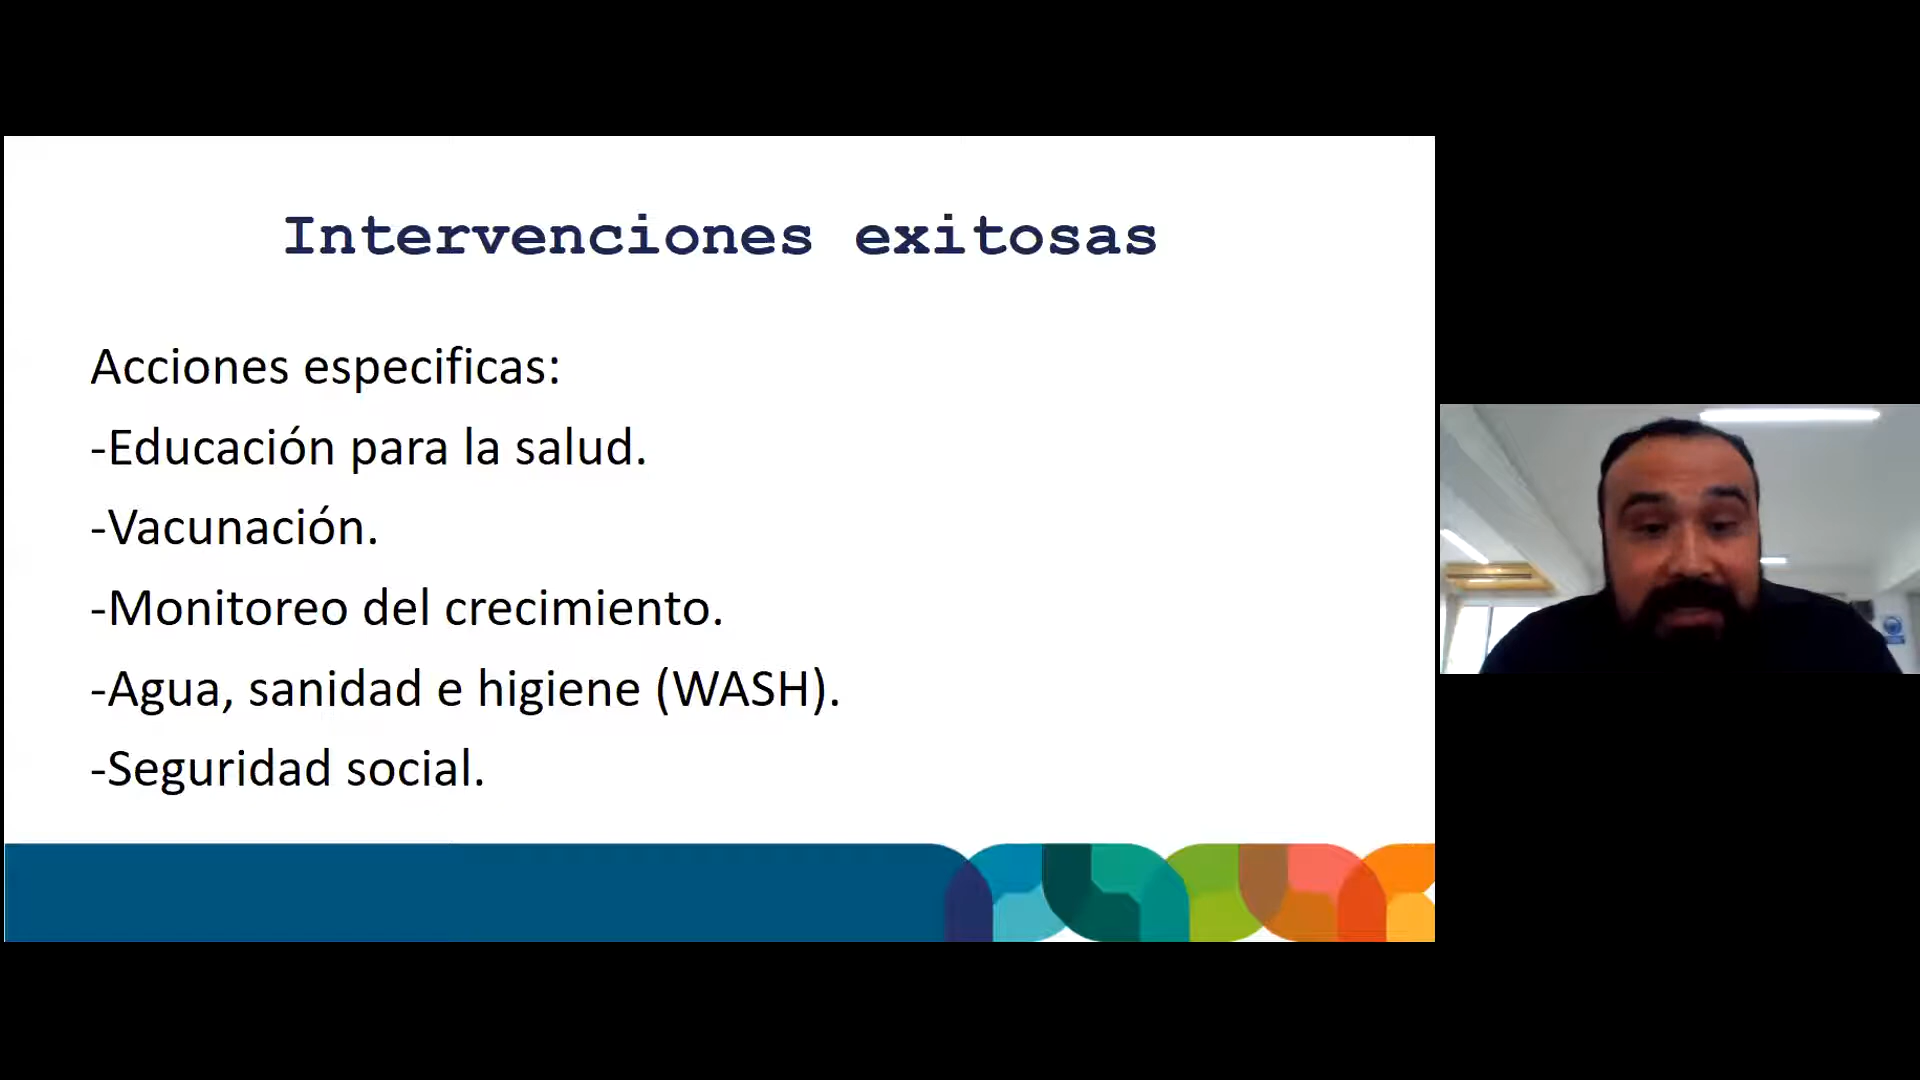 Intervenciones exitosas
Acciones especificas:
-Educación para la salud.
-Vacunación.
-Monitoreo del crecimiento.
-Agua, sanidad e higiene (WASH).
-Seguridad social.